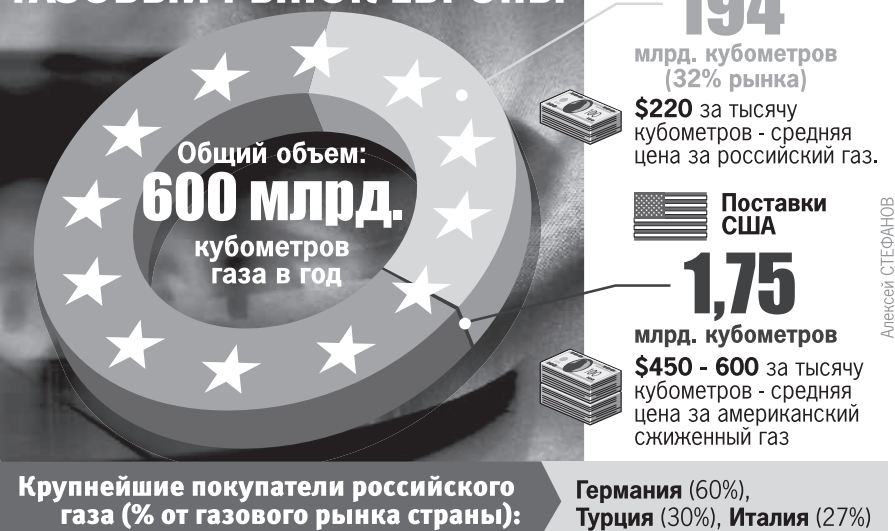 ГАЗОВЫЙ РЫНОК ЕВРОПЫ
194
млрд. кубометров
(32% рынка)
$220 за тысячу
кубометров - средняя
цена за российский газ.
Общий объем:
600 млрд.
кубометров
газа в год
Поставки
США
1,75
млрд. кубометров
$450 - 600 за тысячу
кубометров - средняя
цена за американский
сжиженный газ
Алексей СТЕФАНОВ
Крупнейшие покупатели российского
газа (% от газового рынка страны):
Германия (60%),
Турция (30%), Италия (27%)